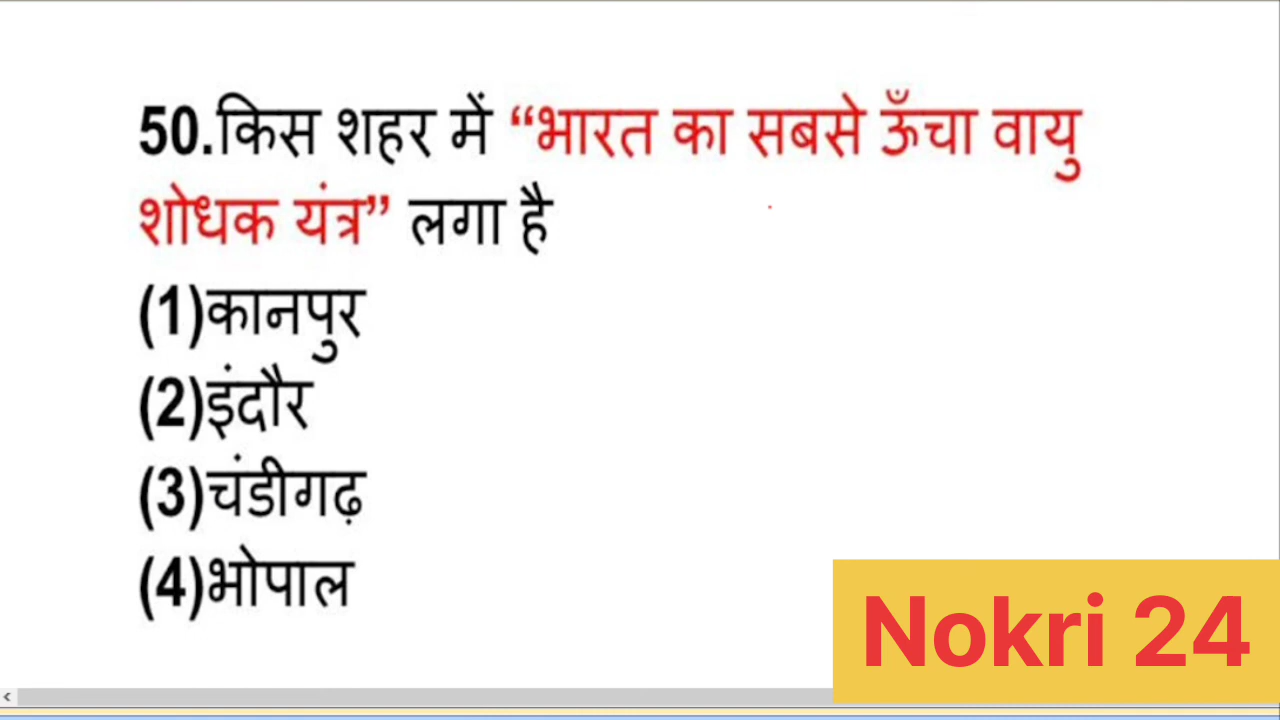 50.किस शहर में “भारत का सबसे ऊँचा वायु
शोधक यंत्र” लगा है
(1)कानपुर
(2)इंदौर
(3)चंडीगढ़
(4)भोपाल
Nokri 24